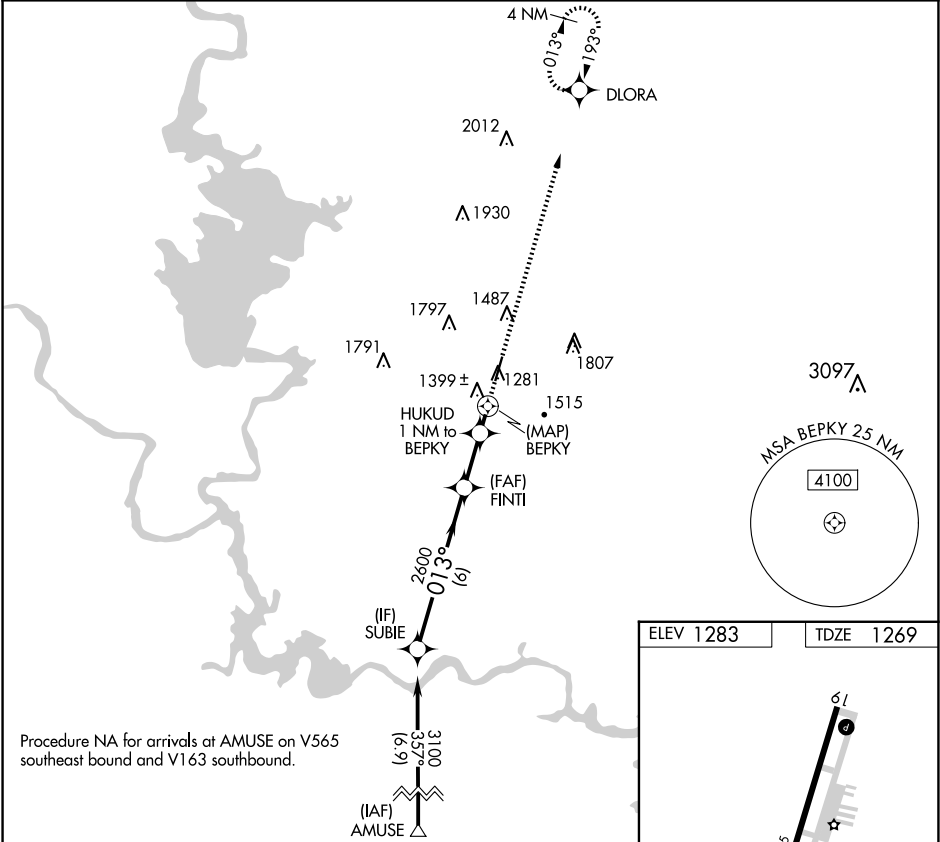 4 NM
013°
193°
DLORA
2012
1930
1487
1797
1791
1807
1399 ±
1281
3097
1515
HUKUD
1 NM to
BEPKY
(MAP)
BEPKY
MSA BEPKY 25 NM
4100
(FAF)
FINTI
2600
013°
(6)
(IF)
SUBIE
ELEV 1283
TDZE 1269
19
P
Procedure NA for arrivals at AMUSE on V565
southeast bound and V163 southbound.
3100
357°
(6.9)
(IAF)
AMUSE